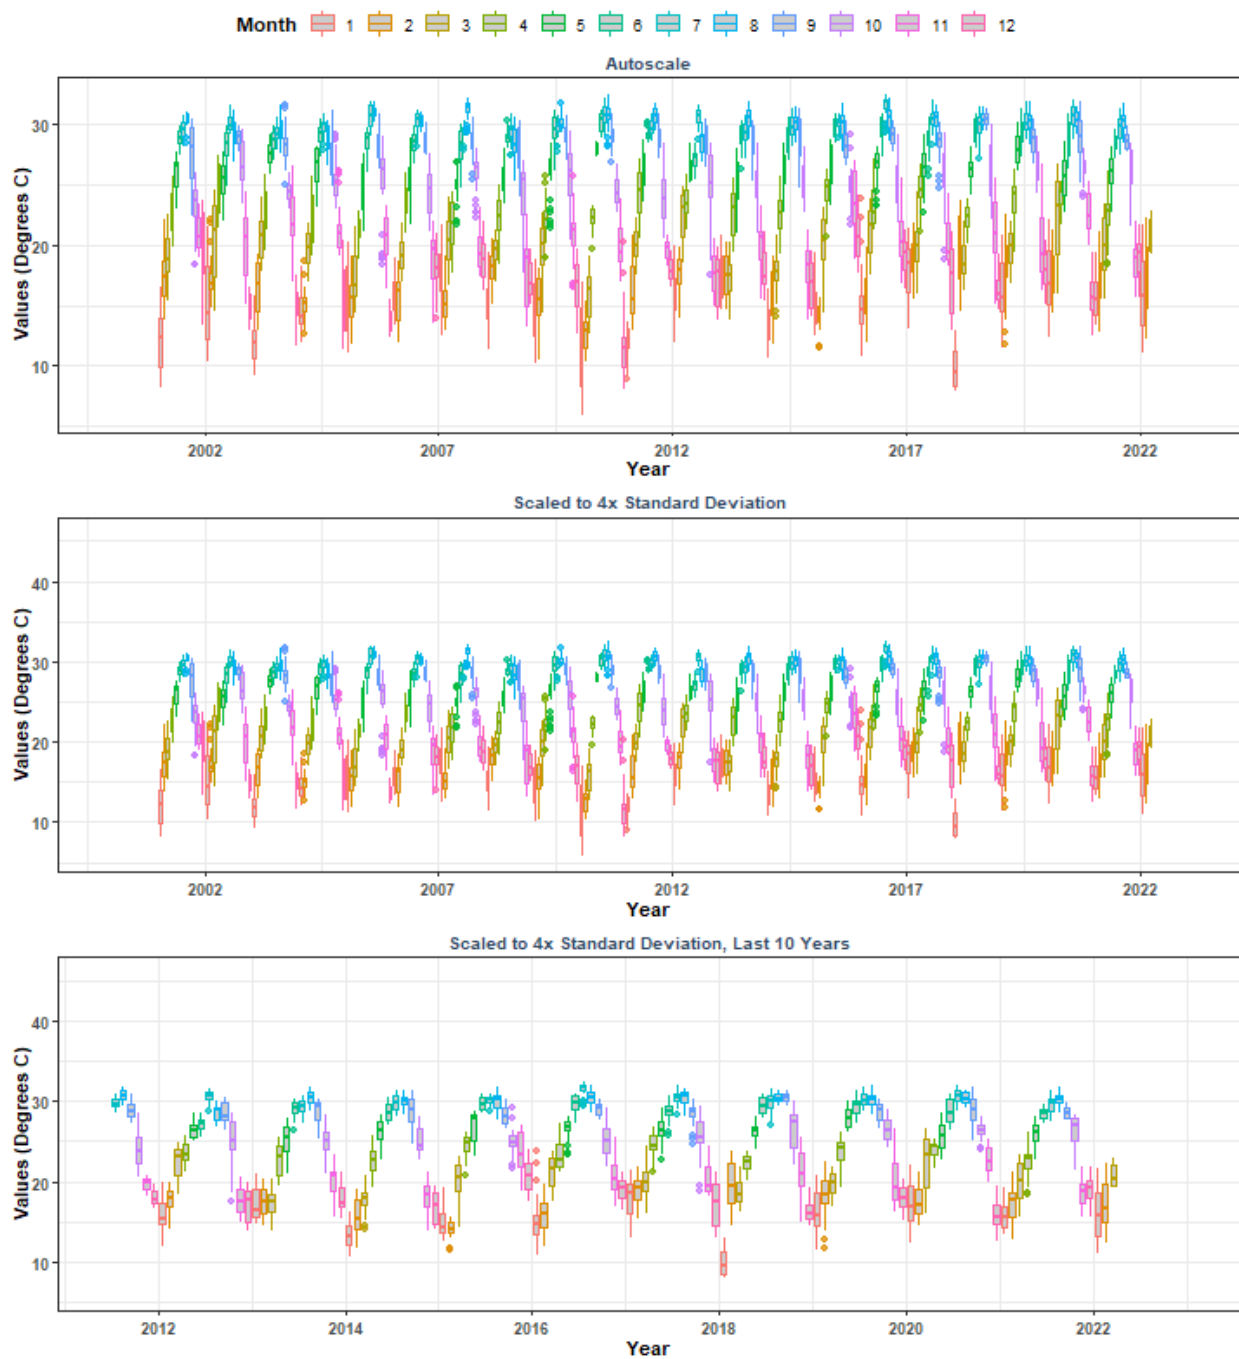 Month 1 2 3 4 5 6 7 8 9 10 11 12
Autoscale
Values (Degrees C)
30
20
10
2002 2007 2012 2017 2022
Year
Scaled to 4x Standard Deviation
Values (Degrees C)
40
30
20
10
2002 2007 2012 2017 2022
Year
Scaled to 4x Standard Deviation, Last 10 Years
Values (Degrees C)
40
30
20
10
2012 2014 2016 2018 2020 2022
Year